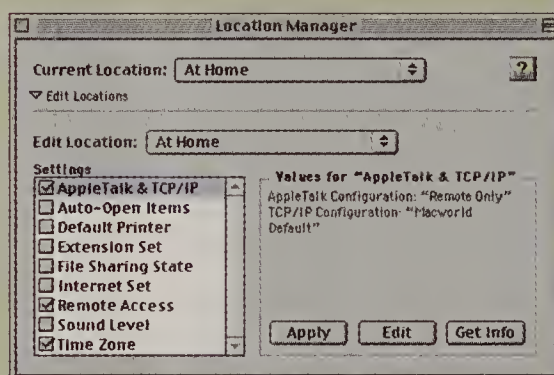 Location Manager
Current Location: At Home
?
Edit Locations
Edit Location: At Home
Settings
AppleTalk & TCP/IP
Auto-Open Items
Default Printer
Extension Set
File Sharing State
Internet Set
Remote Access
Sound Level
Time Zone
Values for “AppleTalk & TCP/IP”
AppleTalk Configuration: “Remote Only”
TCP/IP Configuration: “Macworld
Default”
Apply Edit Get Info